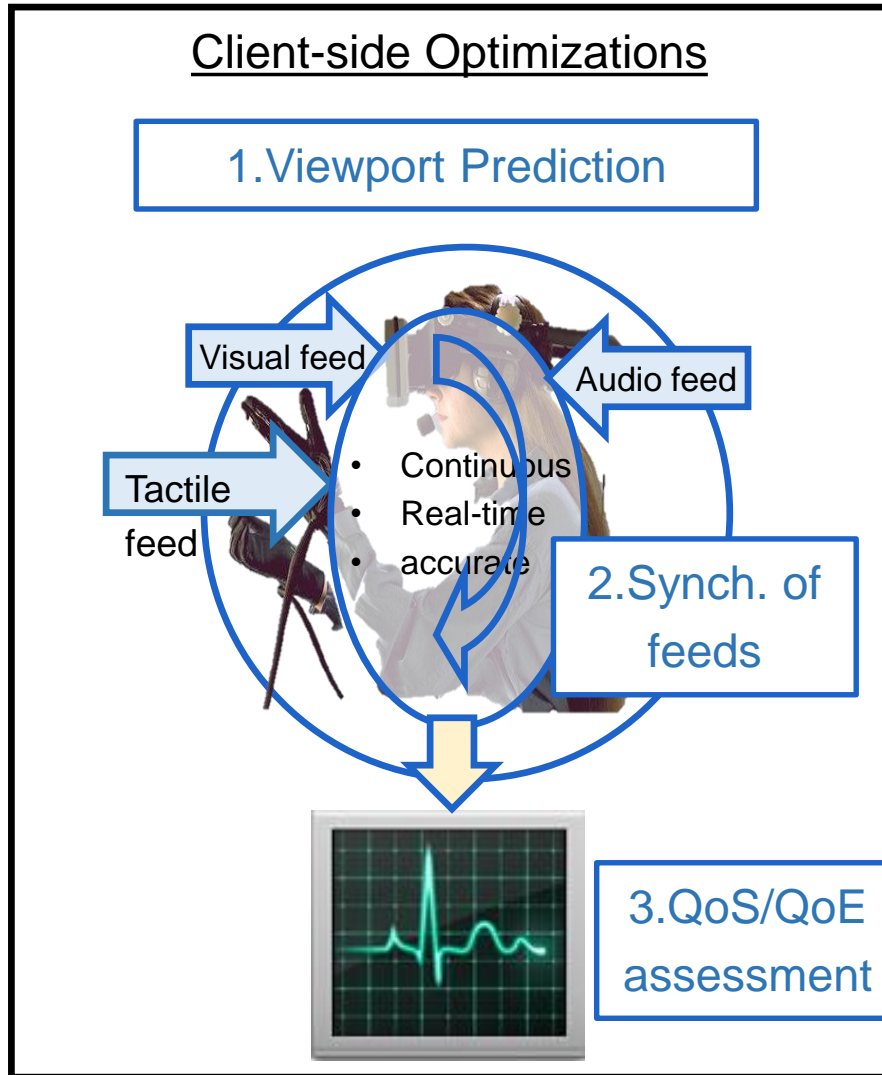 Client-side Optimizations
1.Viewport Prediction
Visual feed
Audio feed
Tactile
feed
• Continuous
• Real-time
• accurate
2.Synch. of
feeds
3.QoS/QoE
assessment